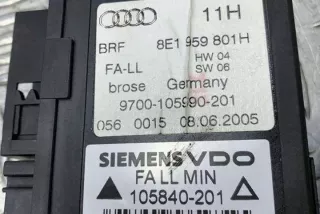 11H
BRF 8E1 959 801H
FA-LL HW 04
SW 06
brose Germany
9700-105990-201
056 0015 08.06.2005
SIEMENS VDO
FA LL MIN
105840-201